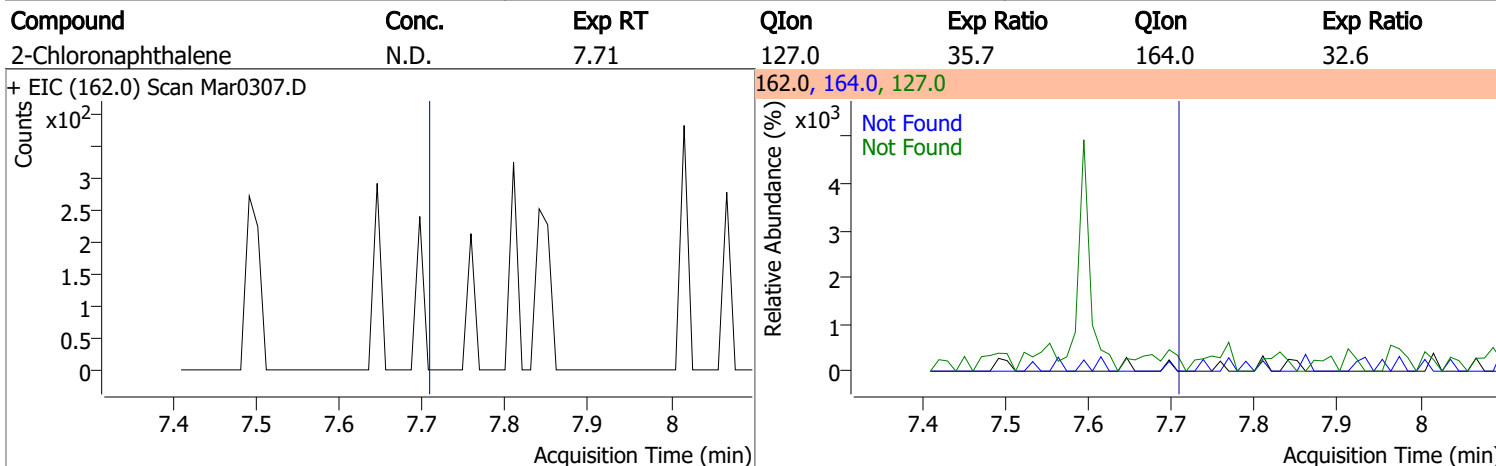 Compound Conc. Exp RT QIon Exp Ratio QIon Exp Ratio
2-Chloronaphthalene N.D. 7.71 127.0 35.7 164.0 32.6
+ EIC (162.0) Scan Mar0307.D
Counts
x10²
3
2.5
2
1.5
1
0.5
0
7.4 7.5 7.6 7.7 7.8 7.9 8
Acquisition Time (min)
162.0, 164.0, 127.0
Relative Abundance (%)
x10³
Not Found
Not Found
4
3
2
1
0
7.4 7.5 7.6 7.7 7.8 7.9 8
Acquisition Time (min)